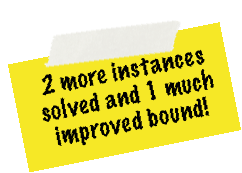 2 more instances
solved and 1 much
improved bound!